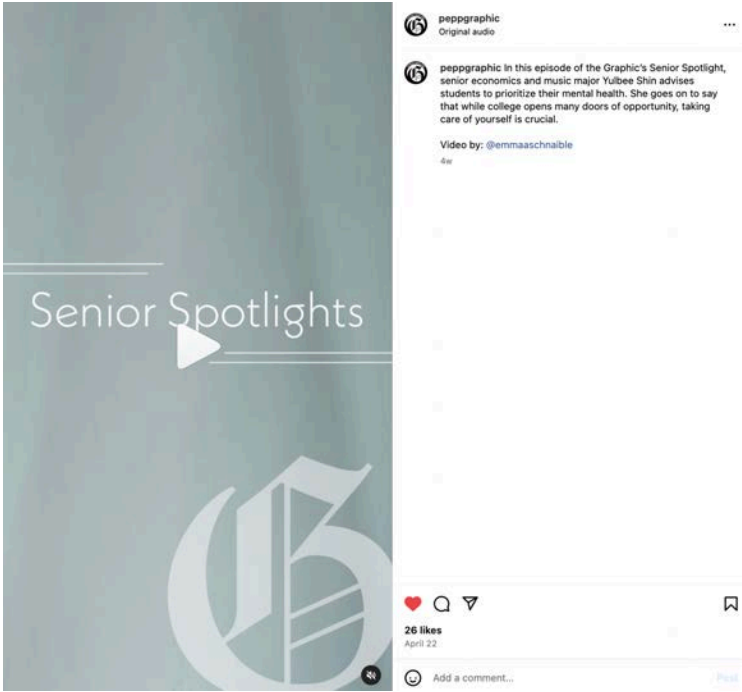 Senior Spotlights
G
peppgraphic
Original audio
peppgraphic In this episode of the Graphic's Senior Spotlight,
senior economics and music major Yulbee Shin advises
students to prioritize their mental health. She goes on to say
that while college opens many doors of opportunity, taking
care of yourself is crucial.
Video by: @emmaaschnaible
4w
26 likes
April 22
Add a comment...
Post